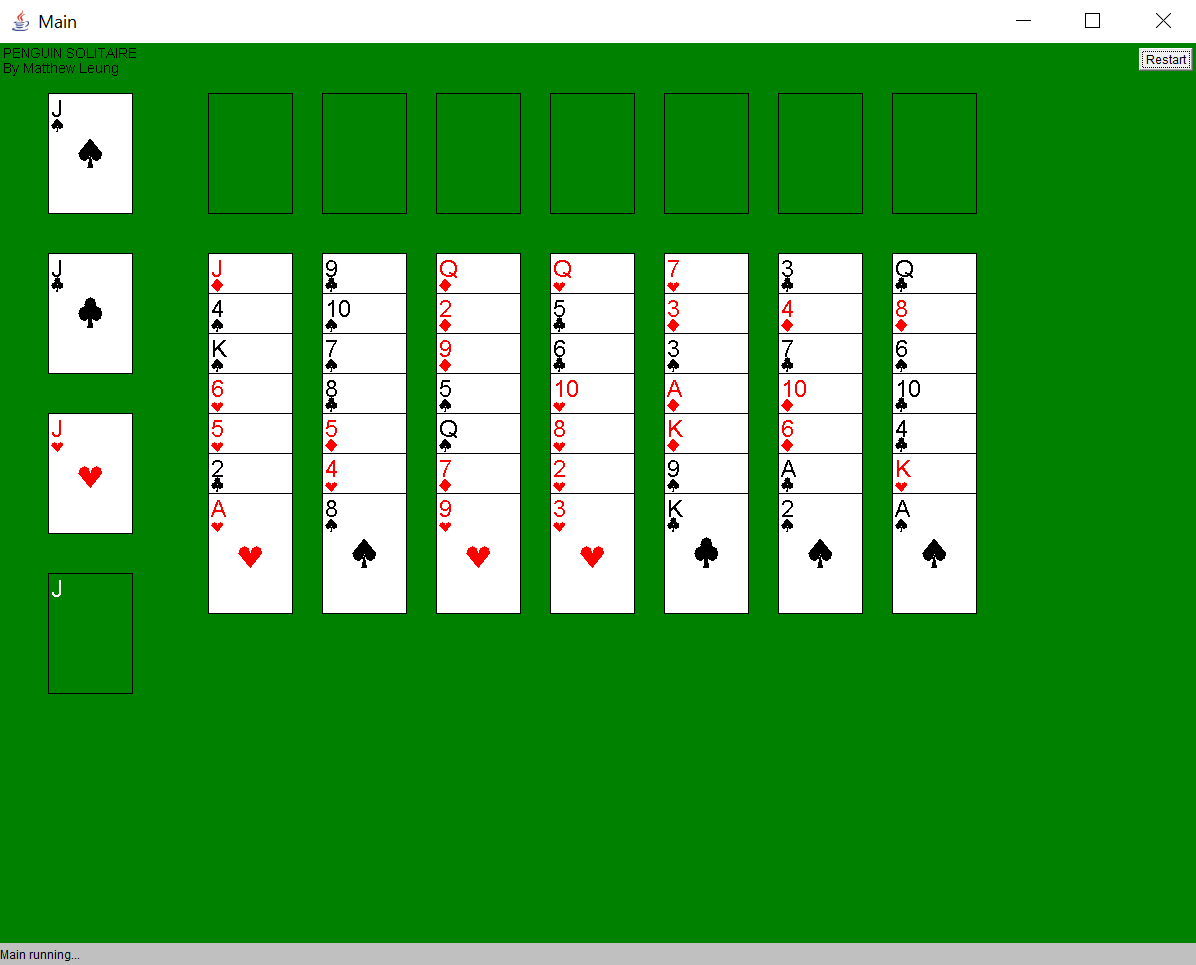 Main
PENGUIN SOLITAIRE
By Matthew Leung
Restart
J
J
J
J
J 9 Q Q 7 3 Q
4 10 2 5 3 4 8
K 7 9 6 3 7 6
6 8 5 10 A 10 10
5 5 Q 8 K 6 4
2 4 7 2 9 A K
A 8 9 3 K 2 A
Main running...